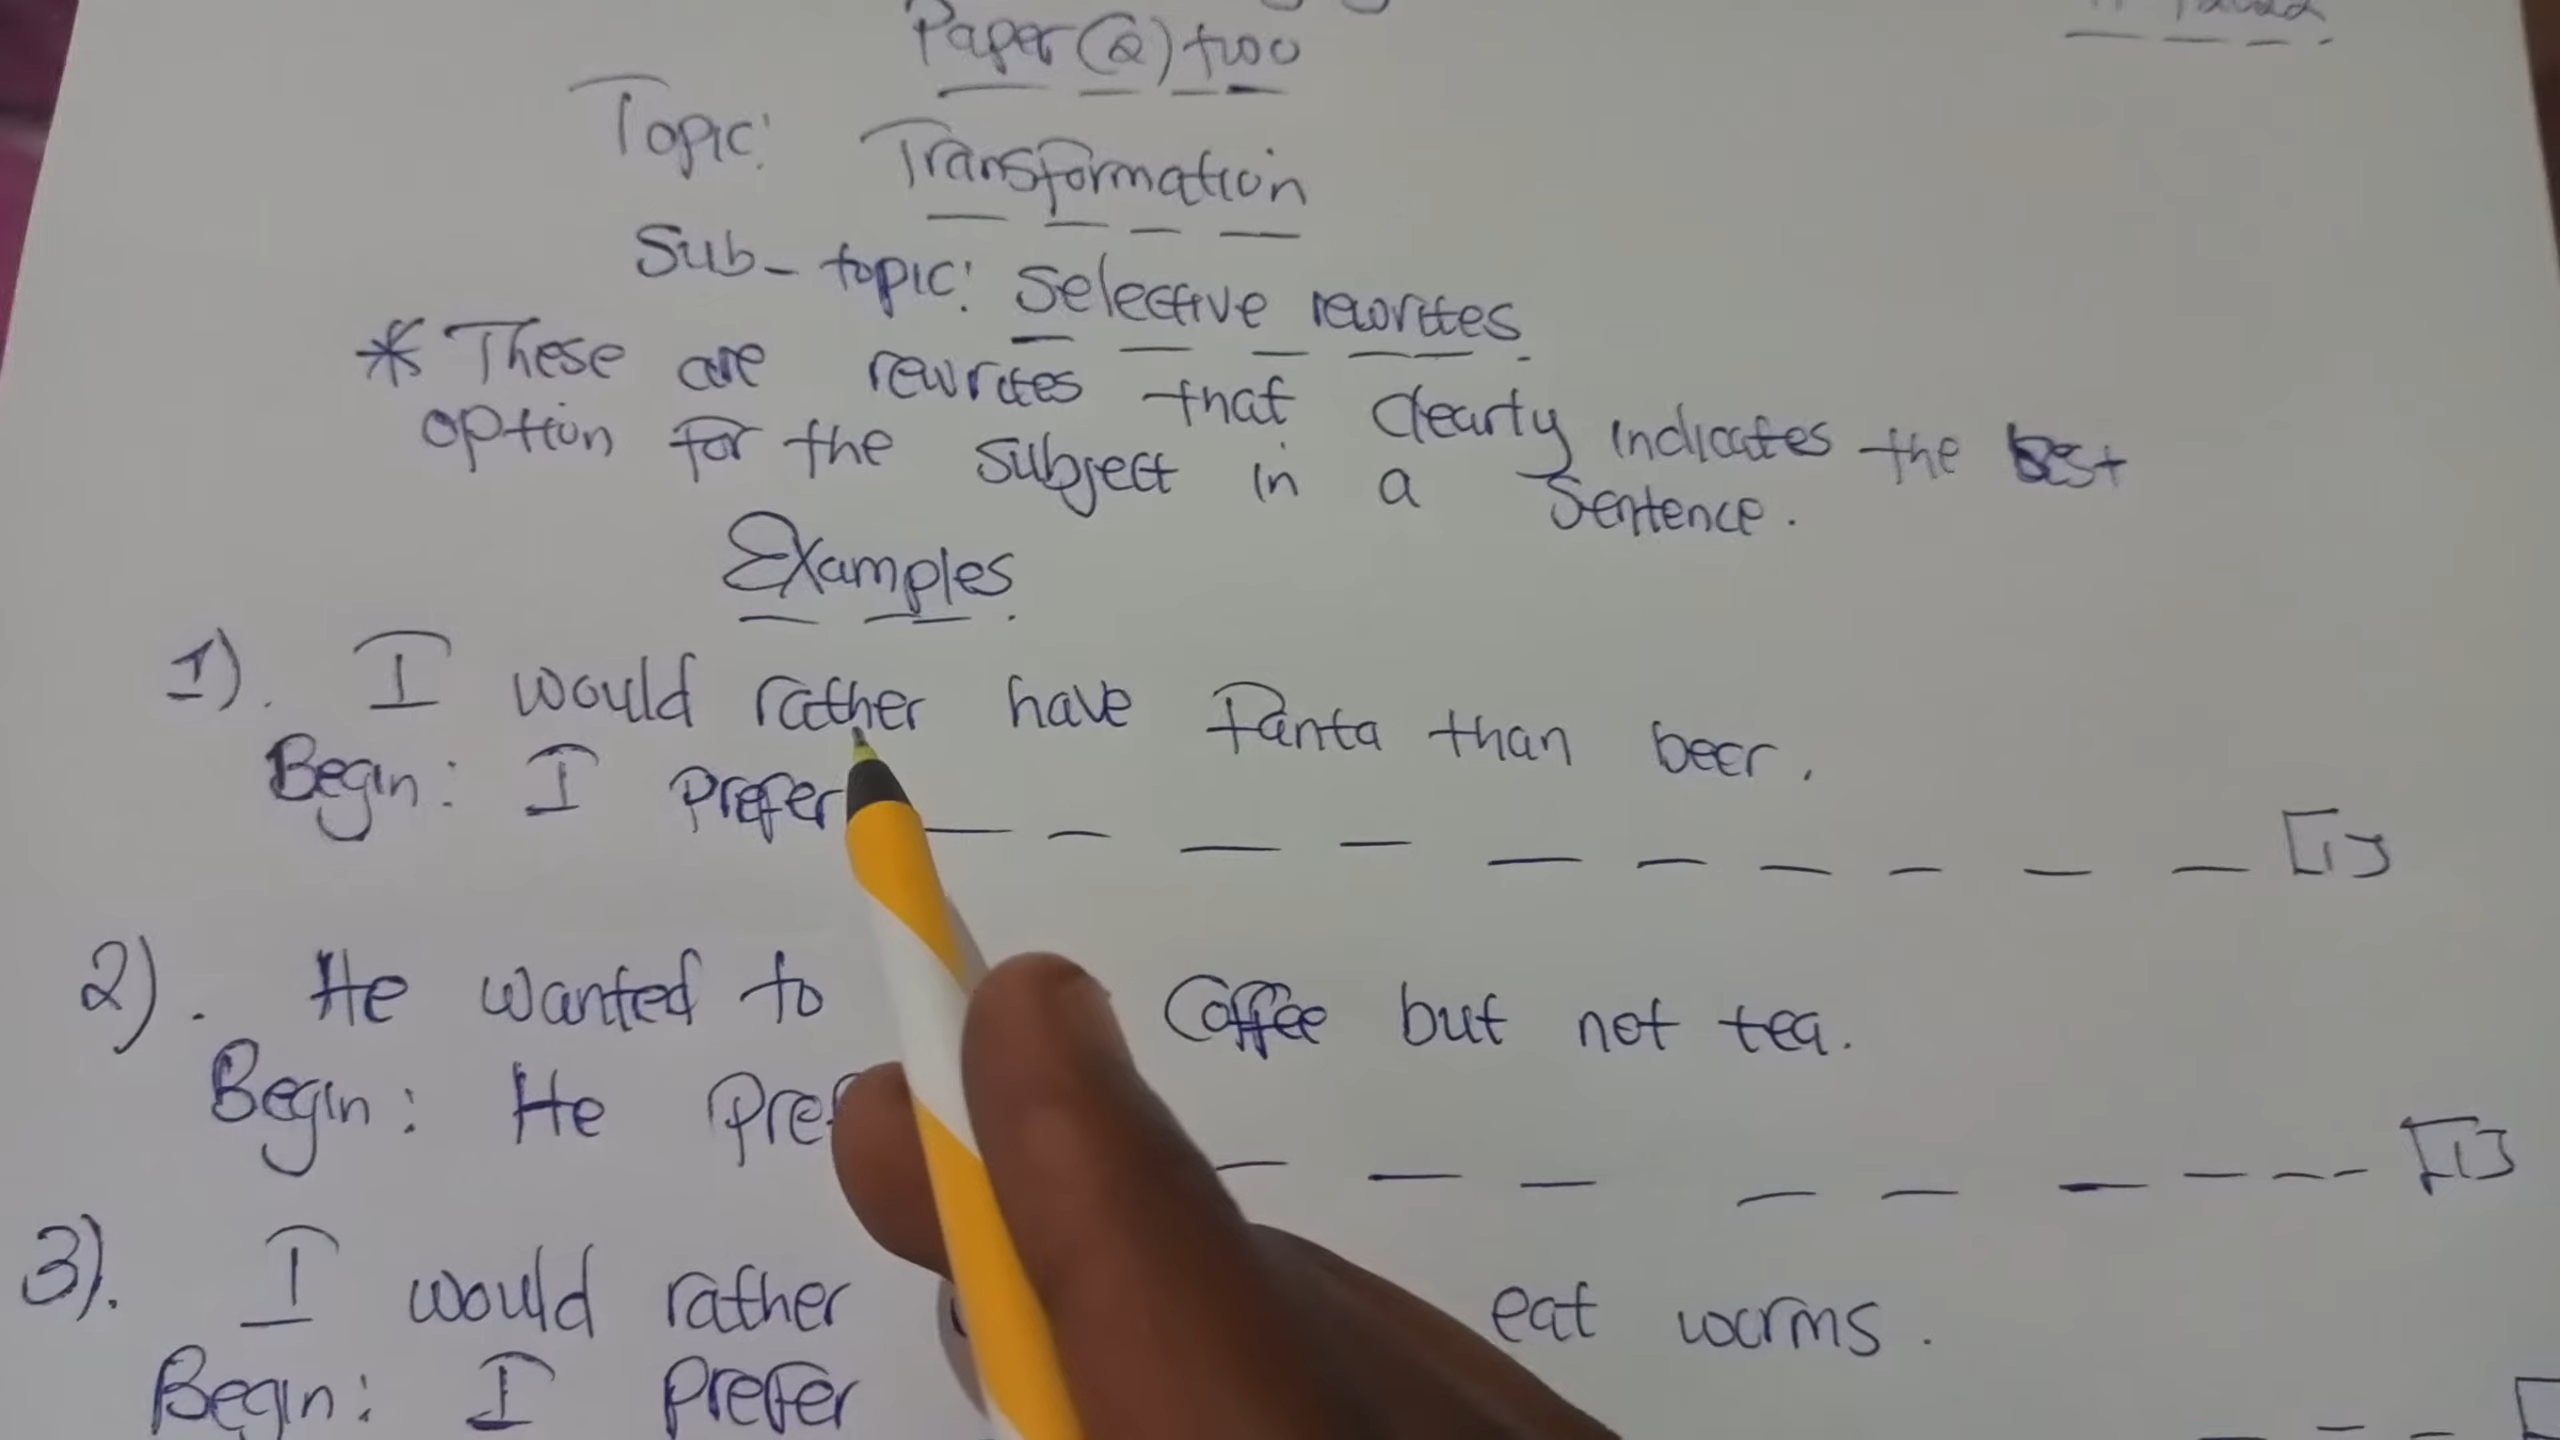 Paper (2) two
Topic: Transformation
Sub-topic: Selective rewrites.
* These are rewrites that clearly indicates the best
option for the subject in a sentence.
Examples.
1). I would rather have Fanta than beer.
Begin: I prefer _ _ _ _ _ _ _ _ _ _ [1]
2). He wanted to Coffee but not tea.
Begin: He _ _ _ _ _ _ _ _ _ [1]
3). I would rather eat worms.
Begin: I prefer _ _ _